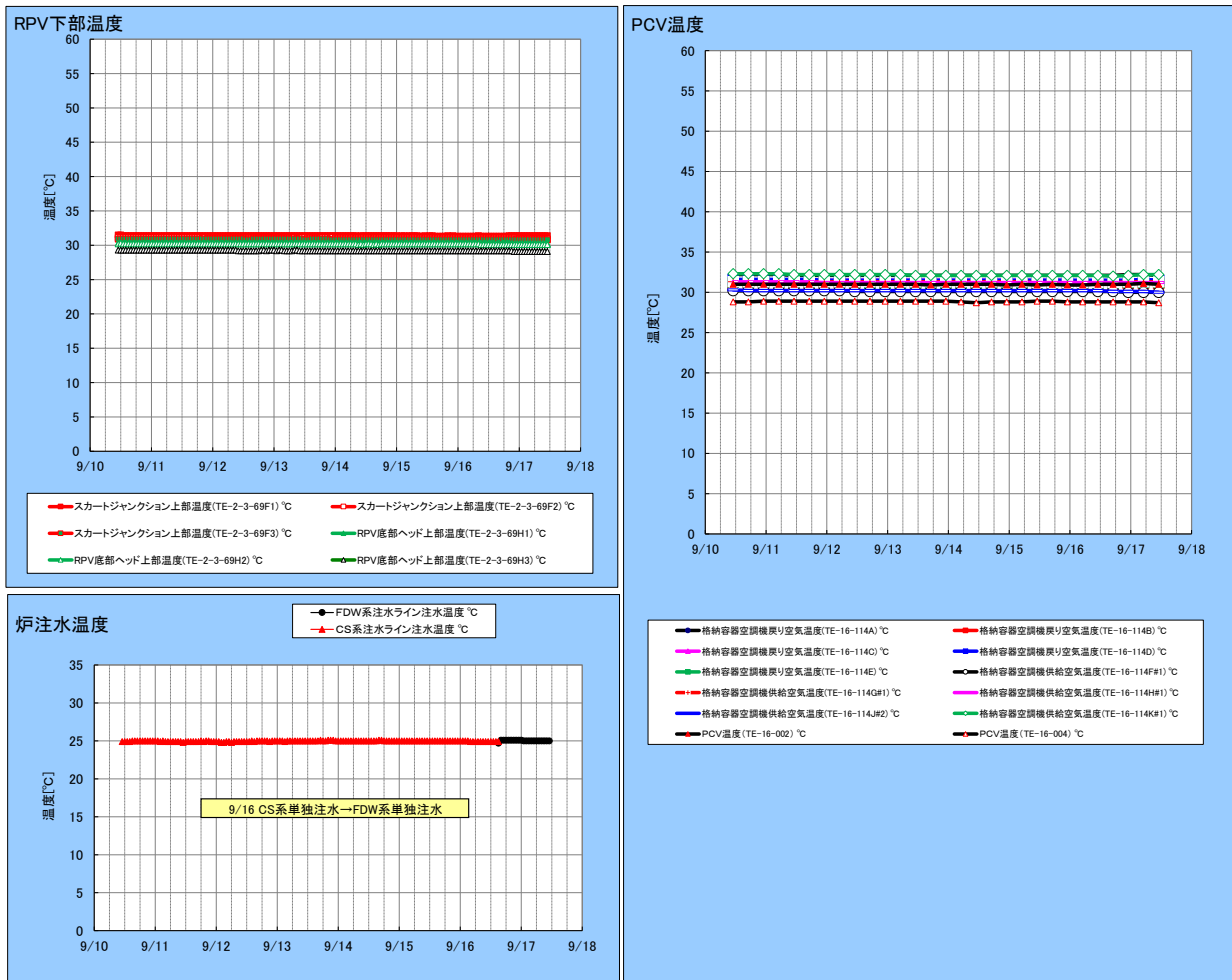 RPV下部温度
60
55
50
45
40
35
30
25
20
15
10
5
0
温度[℃]
9/10 9/11 9/12 9/13 9/14 9/15 9/16 9/17 9/18
スカートジャンクション上部温度(TE-2-3-69F1) ℃ スカートジャンクション上部温度(TE-2-3-69F2) ℃
スカートジャンクション上部温度(TE-2-3-69F3) ℃ RPV底部ヘッド上部温度(TE-2-3-69H1) ℃
RPV底部ヘッド上部温度(TE-2-3-69H2) ℃ RPV底部ヘッド上部温度(TE-2-3-69H3) ℃
炉注水温度
FDW系注水ライン注水温度 ℃
CS系注水ライン注水温度 ℃
35
30
25
20
15
10
5
0
温度[℃]
9/16 CS系単独注水→FDW系単独注水
9/10 9/11 9/12 9/13 9/14 9/15 9/16 9/17 9/18
PCV温度
60
55
50
45
40
35
30
25
20
15
10
5
0
温度[℃]
9/10 9/11 9/12 9/13 9/14 9/15 9/16 9/17 9/18
格納容器空調機戻り空気温度(TE-16-114A) ℃ 格納容器空調機戻り空気温度(TE-16-114B) ℃
格納容器空調機戻り空気温度(TE-16-114C) ℃ 格納容器空調機戻り空気温度(TE-16-114D) ℃
格納容器空調機戻り空気温度(TE-16-114E) ℃ 格納容器空調機供給空気温度(TE-16-114F#1) ℃
格納容器空調機供給空気温度(TE-16-114G#1) ℃ 格納容器空調機供給空気温度(TE-16-114H#1) ℃
格納容器空調機供給空気温度(TE-16-114J#2) ℃ 格納容器空調機供給空気温度(TE-16-114K#1) ℃
PCV温度(TE-16-002) ℃ PCV温度(TE-16-004) ℃